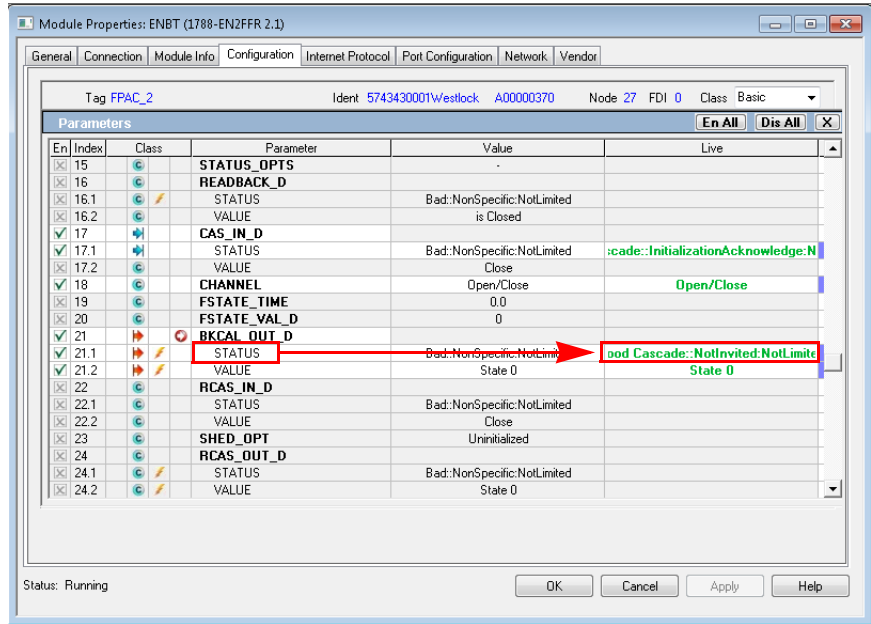 Module Properties: ENBT (1788-EN2FFR 2.1)
General Connection Module Info Configuration Internet Protocol Port Configuration Network Vendor
Tag FPAC_2 Ident 5743430001Westlock A00000370 Node 27 FDI 0 Class Basic
Parameters En All Dis All X
En Index Class Parameter Value Live
15 C STATUS_OPTS -
16 C READBACK_D
16.1 C STATUS Bad::NonSpecific:NotLimited
16.2 C VALUE is Closed
17 CAS_IN_D
17.1 STATUS Bad::NonSpecific:NotLimited scade::InitializationAcknowledge:N
17.2 C VALUE Close
18 C CHANNEL Open/Close Open/Close
19 C FSTATE_TIME 0.0
20 C FSTATE_VAL_D 0
21 BKCAL_OUT_D
21.1 STATUS Bad::NonSpecific:NotLimite ood Cascade::NotInvited:NotLimite
21.2 VALUE State 0 State 0
22 C RCAS_IN_D
22.1 C STATUS Bad::NonSpecific:NotLimited
22.2 C VALUE Close
23 C SHED_OPT Uninitialized
24 C RCAS_OUT_D
24.1 C STATUS Bad::NonSpecific:NotLimited
24.2 C VALUE State 0
Status: Running OK Cancel Apply Help